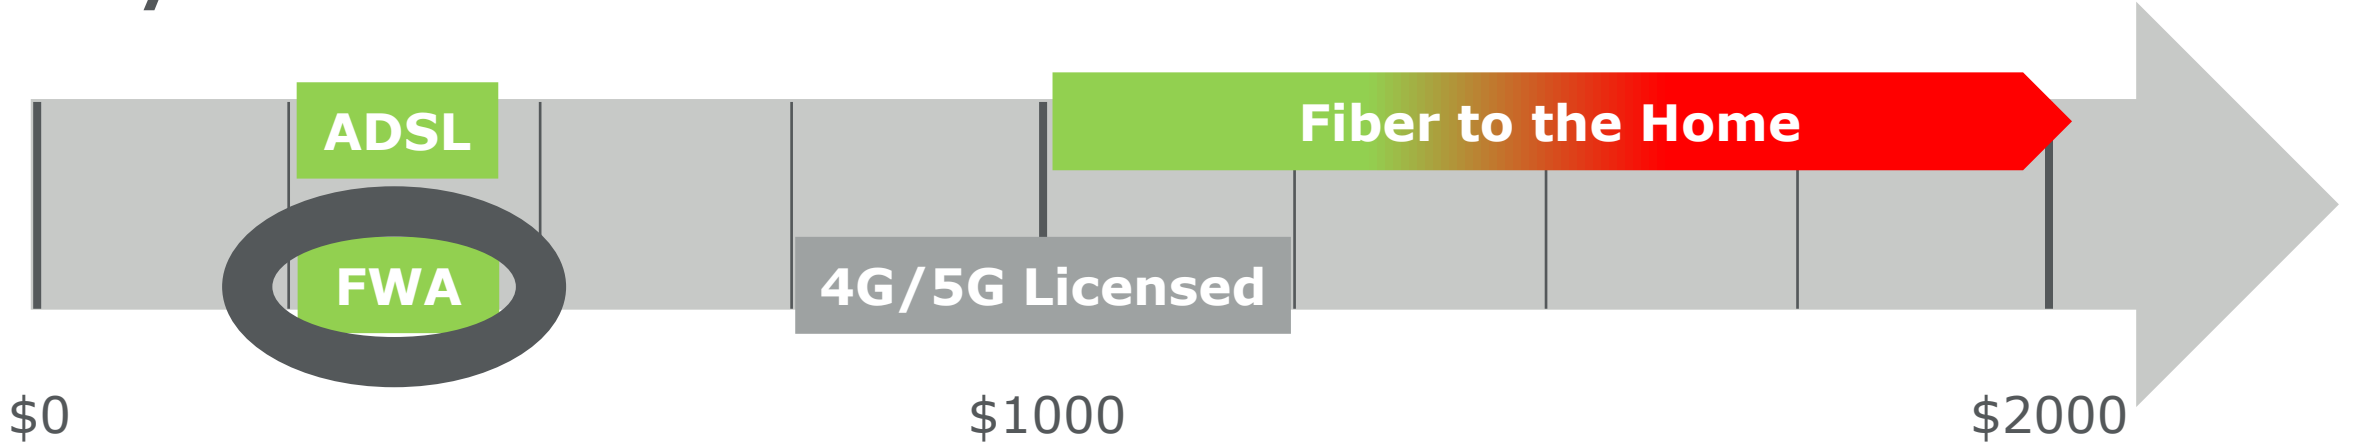 Fiber to the Home
ADSL
FWA
4G/5G Licensed
$0
$1000
$2000